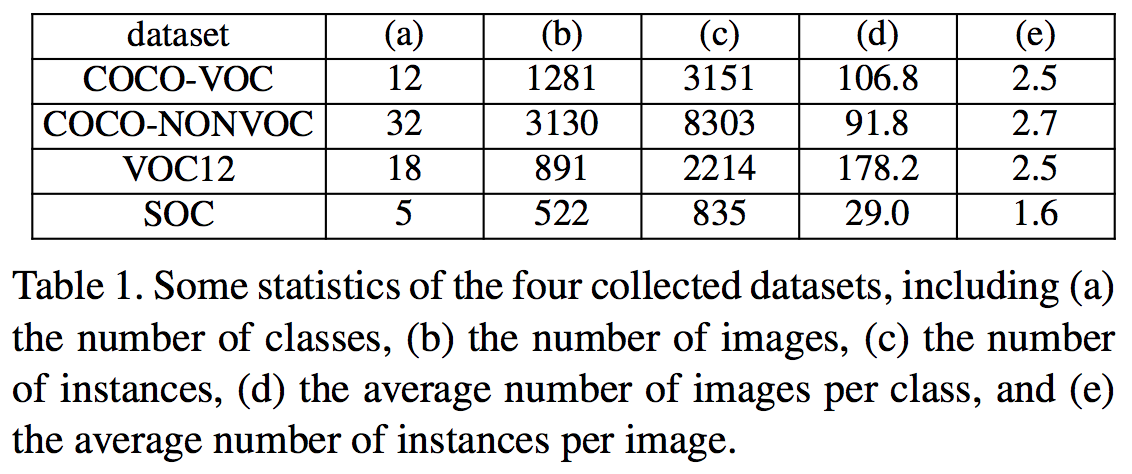 dataset (a) (b) (c) (d) (e)
COCO-VOC 12 1281 3151 106.8 2.5
COCO-NONVOC 32 3130 8303 91.8 2.7
VOC12 18 891 2214 178.2 2.5
SOC 5 522 835 29.0 1.6
Table 1. Some statistics of the four collected datasets, including (a)
the number of classes, (b) the number of images, (c) the number
of instances, (d) the average number of images per class, and (e)
the average number of instances per image.